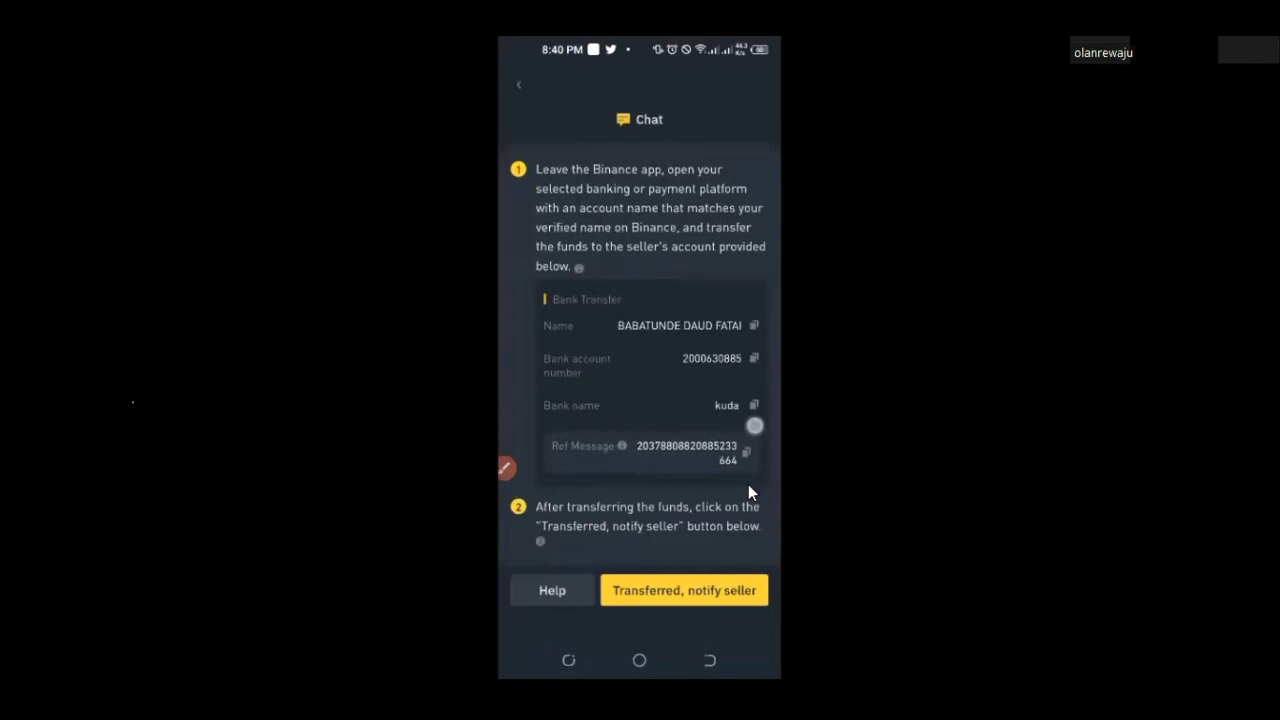 8:40 PM
olanrewaju
Chat
1 Leave the Binance app, open your
selected banking or payment platform
with an account name that matches your
verified name on Binance, and transfer
the funds to the seller's account provided
below.
Bank Transfer
Name BABATUNDE DAUD FATAI
Bank account 2000630885
number
Bank name kuda
Ref Message 20378808820885233
664
2 After transferring the funds, click on the
"Transferred, notify seller" button below.
Help Transferred, notify seller